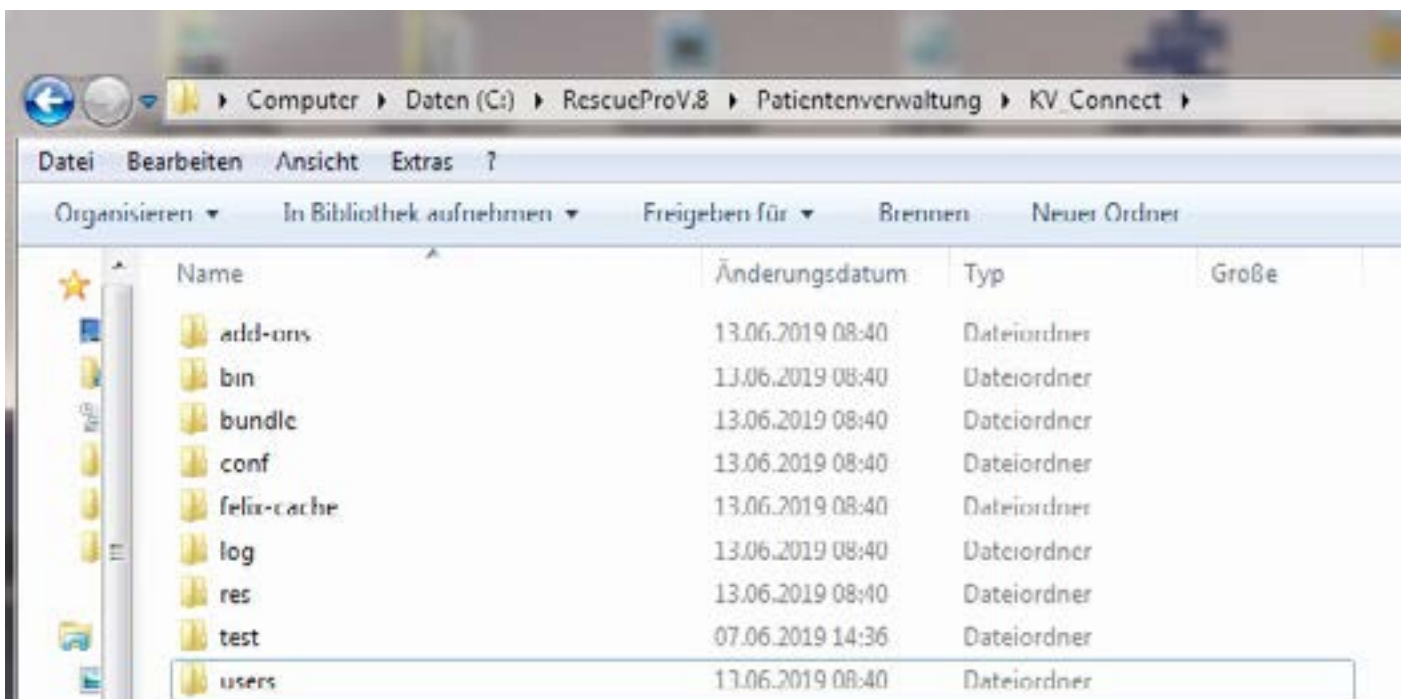 Computer ▸ Daten (C:) ▸ RescueProV.8 ▸ Patientenverwaltung ▸ KV_Connect ▸
Datei Bearbeiten Ansicht Extras ?
Organisieren ▾ In Bibliothek aufnehmen ▾ Freigeben für ▾ Brennen Neuer Ordner
Name Änderungsdatum Typ Größe
add-ons 13.06.2019 08:40 Dateiordner
bin 13.06.2019 08:40 Dateiordner
bundle 13.06.2019 08:40 Dateiordner
conf 13.06.2019 08:40 Dateiordner
felix-cache 13.06.2019 08:40 Dateiordner
log 13.06.2019 08:40 Dateiordner
res 13.06.2019 08:40 Dateiordner
test 07.06.2019 14:36 Dateiordner
users 13.06.2019 08:40 Dateiordner